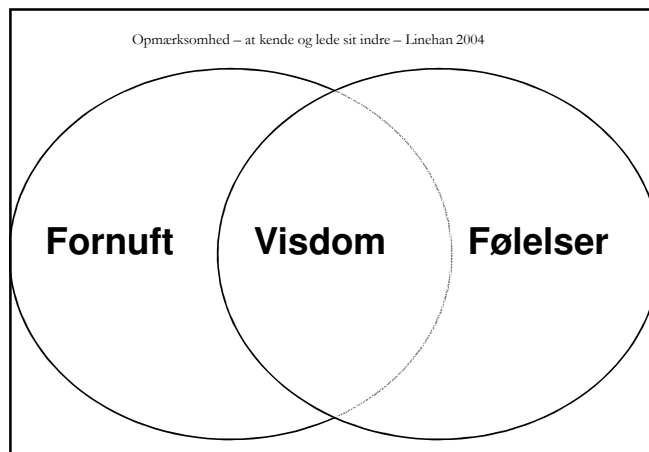 Opmærksomhed – at kende og lede sit indre – Linehan 2004
Fornuft Visdom Følelser